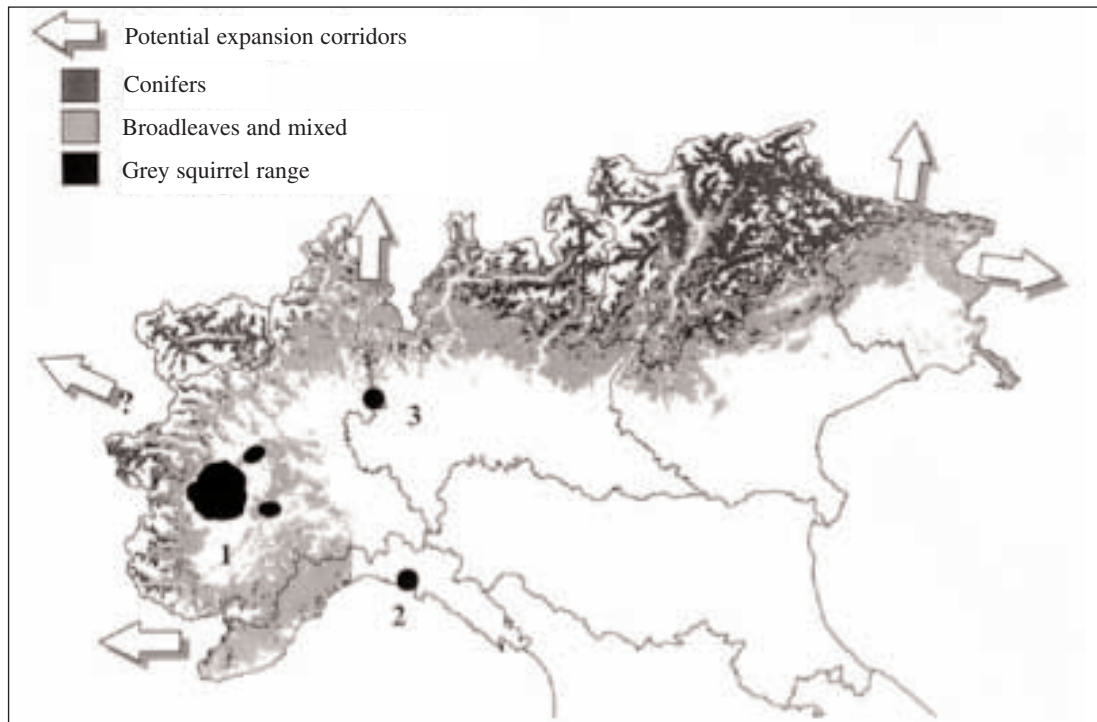 Potential expansion corridors
Conifers
Broadleaves and mixed
Grey squirrel range
?
3
1
2